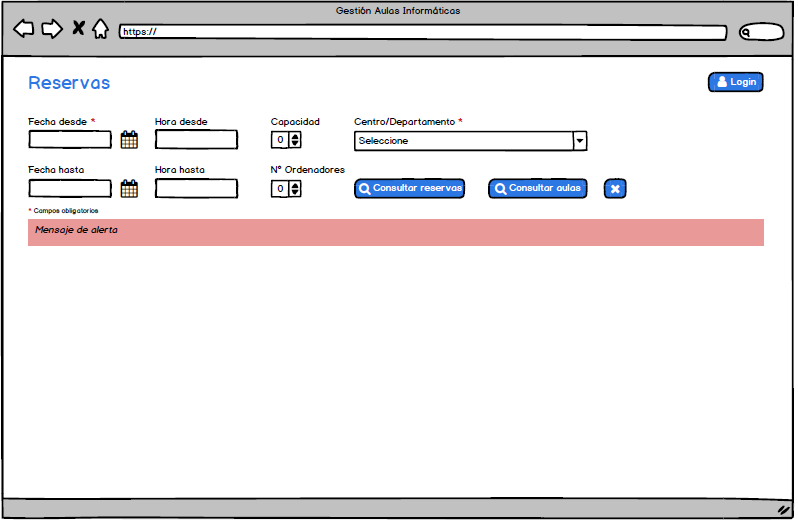 Gestión Aulas Informáticas
https://
Reservas
Login
Fecha desde * Hora desde Capacidad Centro/Departamento *
0 Seleccione
Fecha hasta Hora hasta Nº Ordenadores
0 Consultar reservas Consultar aulas
* Campos obligatorios
Mensaje de alerta